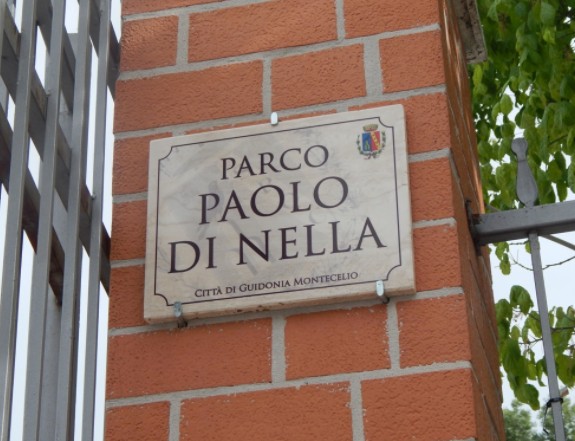 PARCO
PAOLO
DI NELLA
CITTÀ DI GUIDONIA MONTECELIO